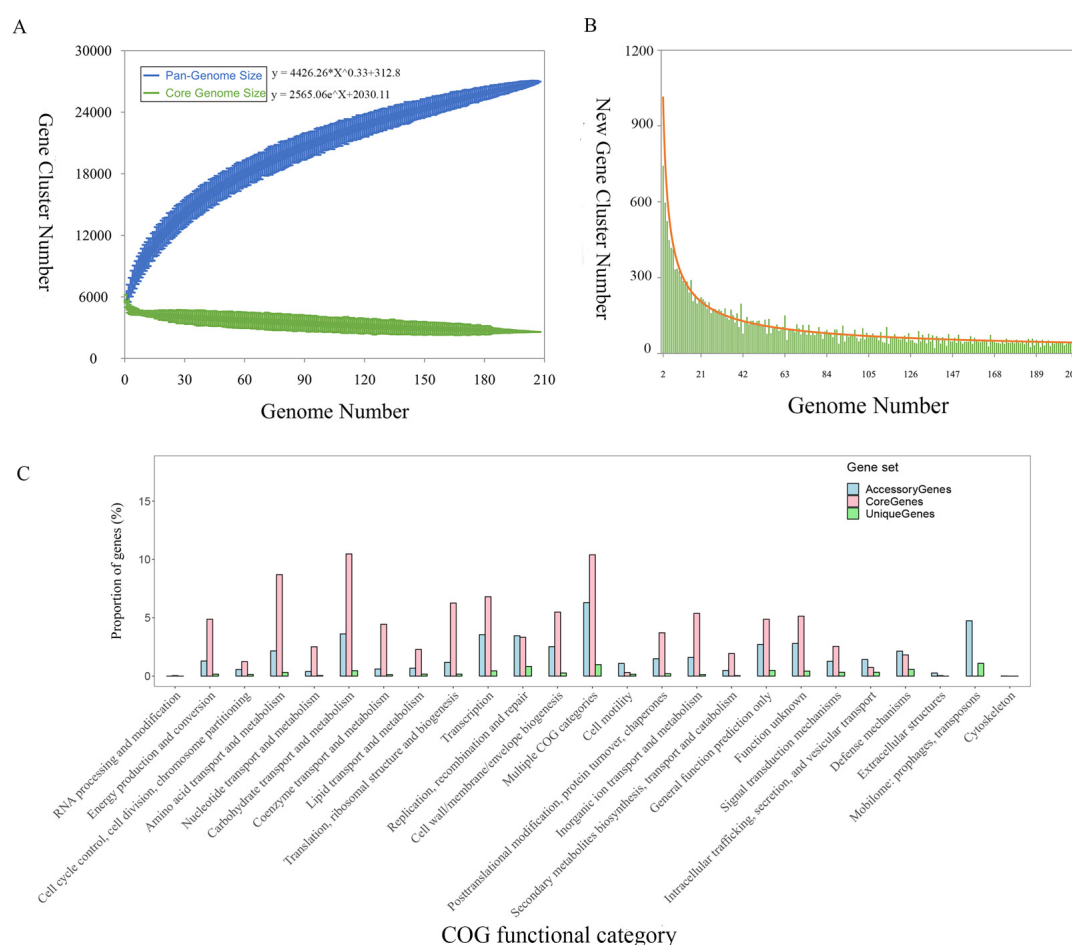 A
30000
24000
18000
12000
6000
0
Gene Cluster Number
Pan-Genome Size y = 4426.26*X^0.33+312.8
Core Genome Size y = 2565.06e^X+2030.11
0 30 60 90 120 150 180 210
Genome Number
B
1200
900
600
300
0
New Gene Cluster Number
2 21 42 63 84 105 126 147 168 189 20
Genome Number
C
Proportion of genes (%)
15
10
5
0
Gene set
AccessoryGenes
CoreGenes
UniqueGenes
RNA processing and modification
Energy production and conversion
Cell cycle control, cell division, chromosome partitioning
Amino acid transport and metabolism
Nucleotide transport and metabolism
Carbohydrate transport and metabolism
Coenzyme transport and metabolism
Lipid transport and metabolism
Translation, ribosomal structure and biogenesis
Transcription
Replication, recombination and repair
Cell wall/membrane/envelope biogenesis
Multiple COG categories
Cell motility
Posttranslational modification, protein turnover, chaperones
Inorganic ion transport and metabolism
Secondary metabolites biosynthesis, transport and catabolism
General function prediction only
Function unknown
Signal transduction mechanisms
Intracellular trafficking, secretion, and vesicular transport
Defense mechanisms
Extracellular structures
Mobilome: prophages, transposons
Cytoskeleton
COG functional category